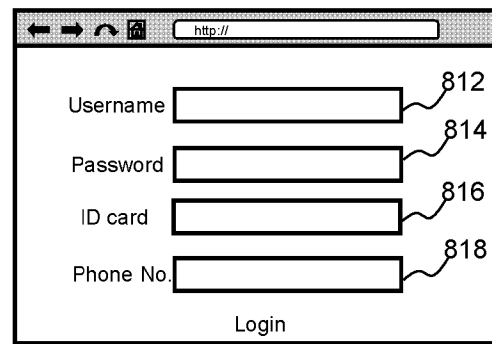 http://
Username 812
Password 814
ID card 816
Phone No. 818
Login